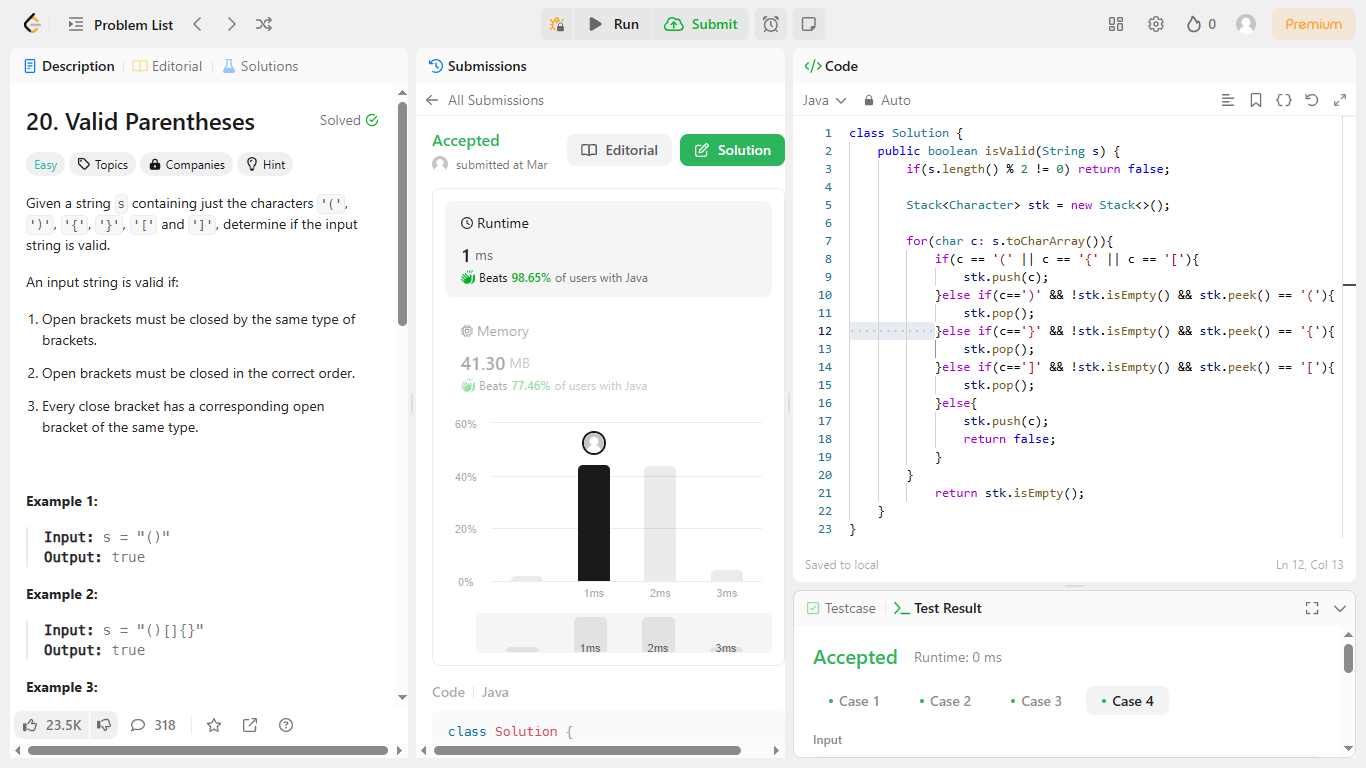 Problem List
Run
Submit
0
Premium
Description
Editorial
Solutions
20. Valid Parentheses
Solved
Easy
Topics
Companies
Hint
Given a string s containing just the characters '(',
')', '{', '}', '[' and ']', determine if the input
string is valid.
An input string is valid if:
1. Open brackets must be closed by the same type of
brackets.
2. Open brackets must be closed in the correct order.
3. Every close bracket has a corresponding open
bracket of the same type.
Example 1:
Input: s = "()"
Output: true
Example 2:
Input: s = "()[]{}"
Output: true
Example 3:
23.5K
318
Submissions
All Submissions
Accepted
submitted at Mar
Editorial
Solution
Runtime
1 ms
Beats 98.65% of users with Java
Memory
41.30 MB
Beats 77.46% of users with Java
60%
40%
20%
0%
1ms 2ms 3ms
1ms 2ms 3ms
Code | Java
class Solution {
</> Code
Java
Auto
1 class Solution {
2 public boolean isValid(String s) {
3 if(s.length() % 2 != 0) return false;
4
5 Stack<Character> stk = new Stack<>();
6
7 for(char c: s.toCharArray()){
8 if(c == '(' || c == '{' || c == '['){
9 stk.push(c);
10 }else if(c==')' && !stk.isEmpty() && stk.peek() == '('){
11 stk.pop();
12 }else if(c=='}' && !stk.isEmpty() && stk.peek() == '{'){
13 stk.pop();
14 }else if(c==']' && !stk.isEmpty() && stk.peek() == '['){
15 stk.pop();
16 }else{
17 stk.push(c);
18 return false;
19 }
20 }
21 return stk.isEmpty();
22 }
23 }
Saved to local
Ln 12, Col 13
Testcase
Test Result
Accepted
Runtime: 0 ms
Case 1
Case 2
Case 3
Case 4
Input